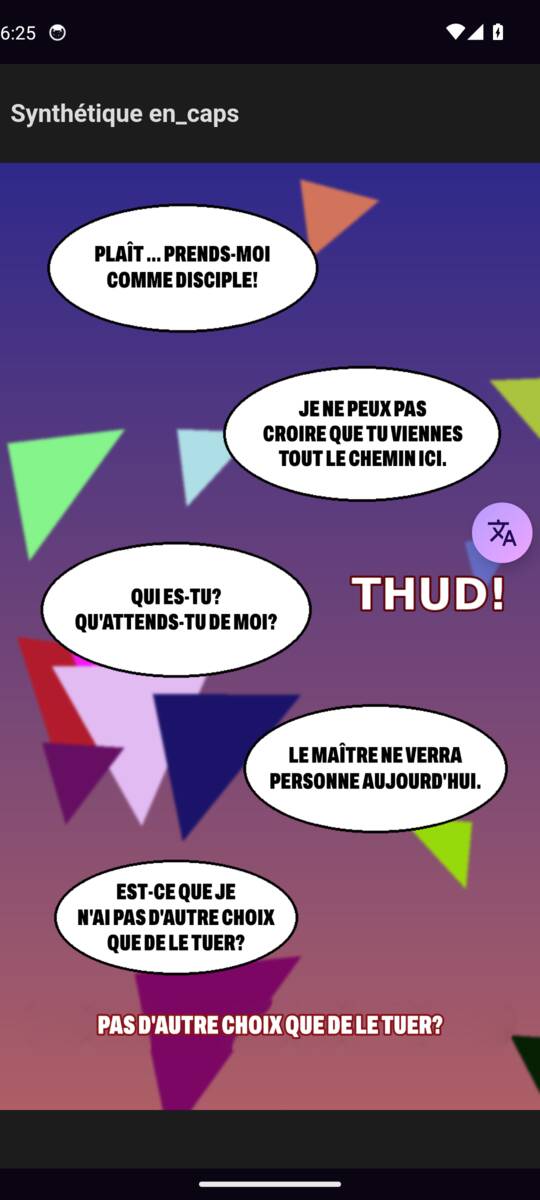 6:25
Synthétique en_caps
PLAÎT ... PRENDS-MOI
COMME DISCIPLE!
JE NE PEUX PAS
CROIRE QUE TU VIENNES
TOUT LE CHEMIN ICI.
QUI ES-TU?
QU'ATTENDS-TU DE MOI?
THUD!
LE MAÎTRE NE VERRA
PERSONNE AUJOURD'HUI.
EST-CE QUE JE
N'AI PAS D'AUTRE CHOIX
QUE DE LE TUER?
PAS D'AUTRE CHOIX QUE DE LE TUER?